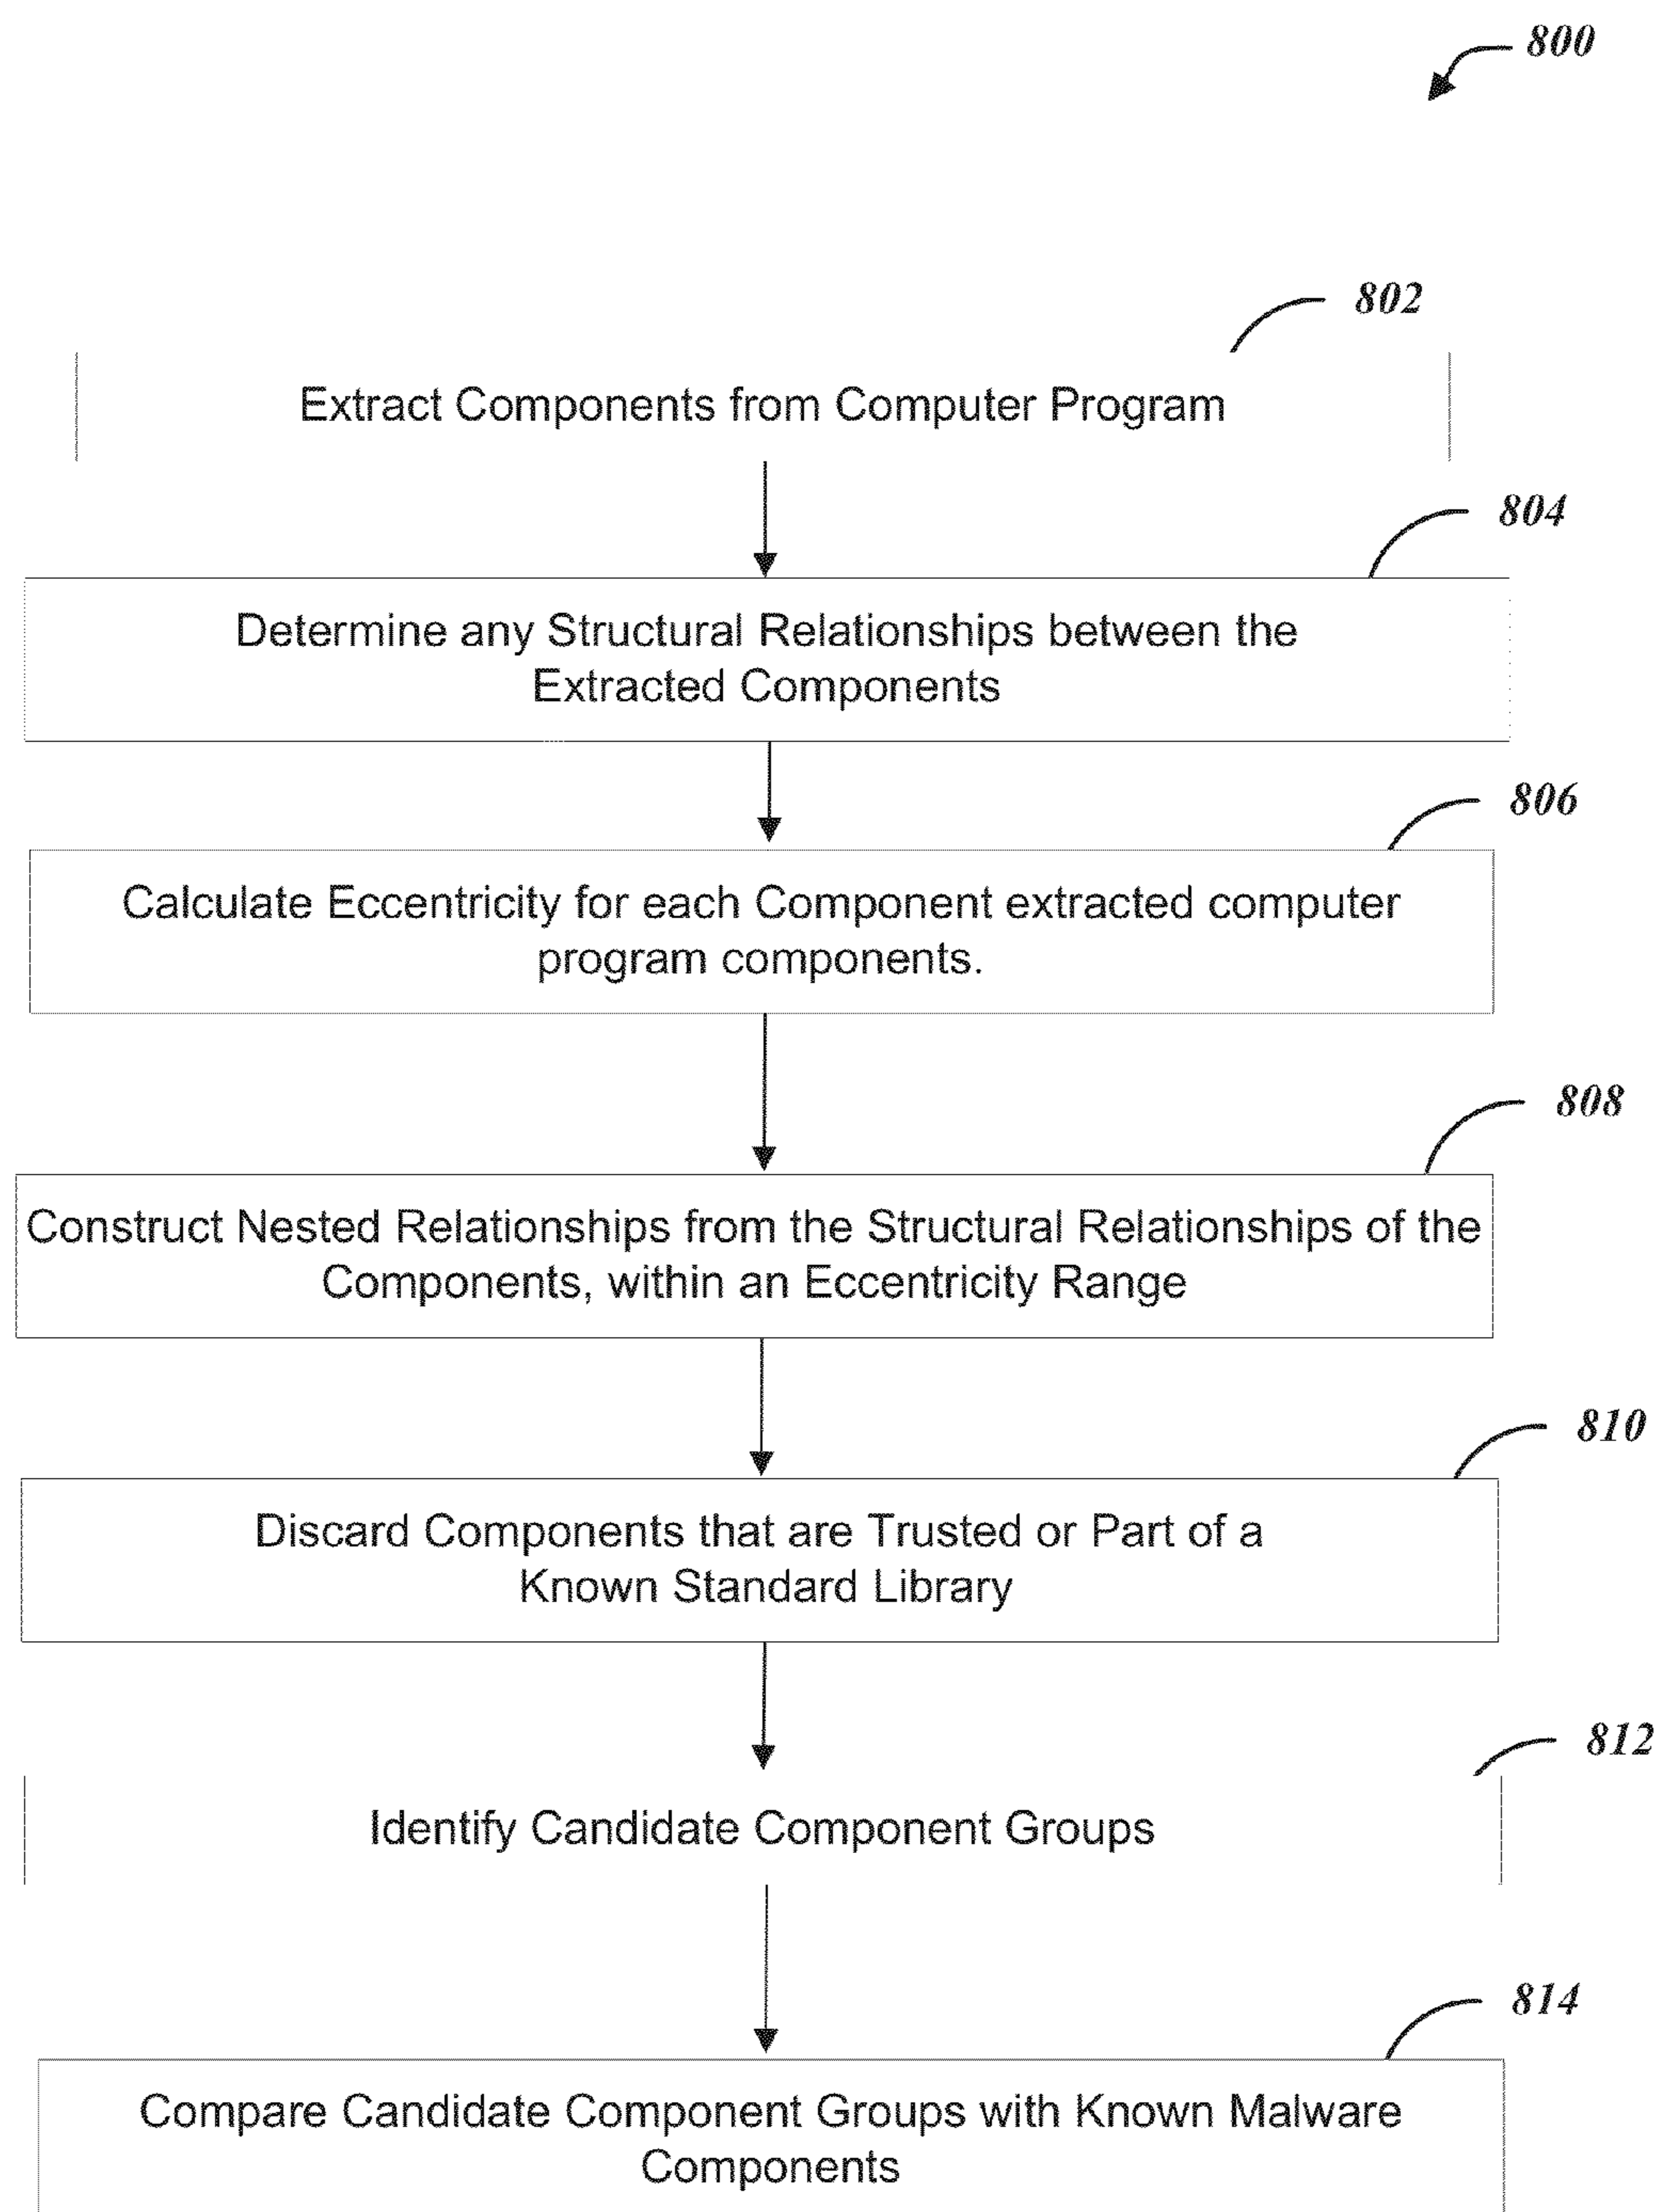 800
802
Extract Components from Computer Program
804
Determine any Structural Relationships between the
Extracted Components
806
Calculate Eccentricity for each Component extracted computer
program components.
808
Construct Nested Relationships from the Structural Relationships of the
Components, within an Eccentricity Range
810
Discard Components that are Trusted or Part of a
Known Standard Library
812
Identify Candidate Component Groups
814
Compare Candidate Component Groups with Known Malware
Components